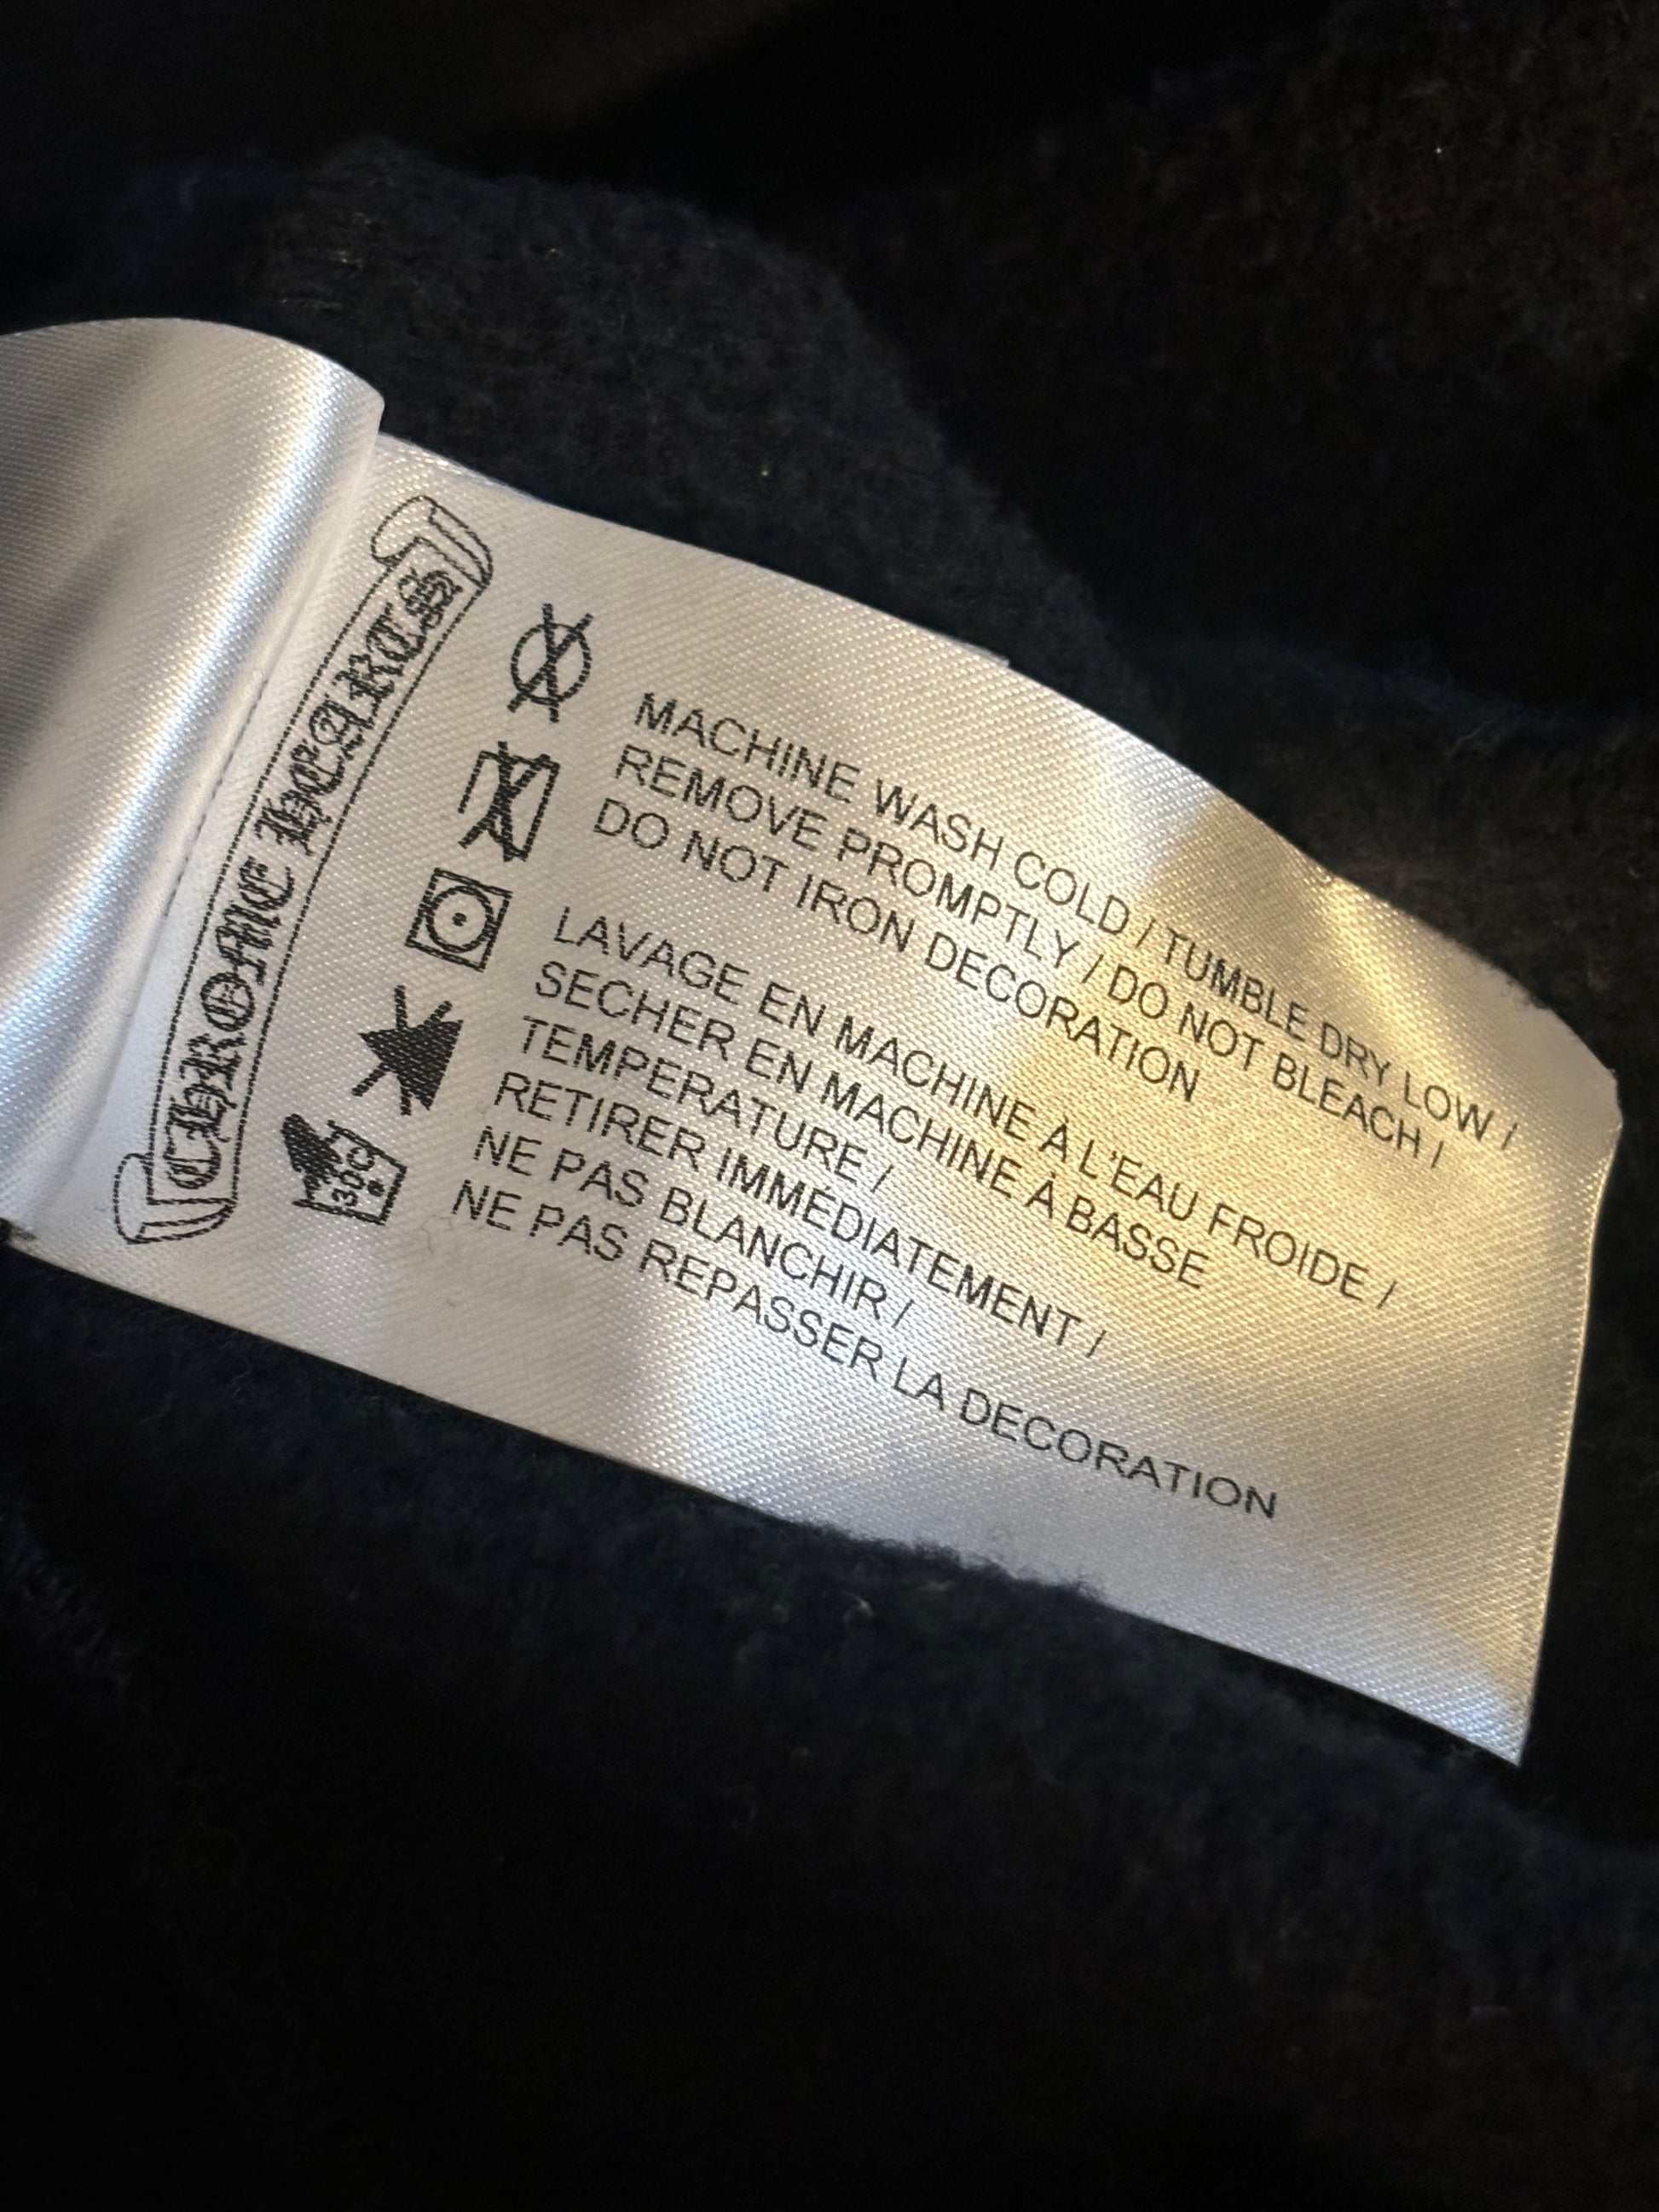 CHROME HEARTS
30C
MACHINE WASH COLD / TUMBLE DRY LOW /
REMOVE PROMPTLY / DO NOT BLEACH /
DO NOT IRON DECORATION
LAVAGE EN MACHINE À L'EAU FROIDE /
SECHER EN MACHINE À BASSE
TEMPERATURE /
RETIRER IMMÉDIATEMENT /
NE PAS BLANCHIR /
NE PAS REPASSER LA DECORATION